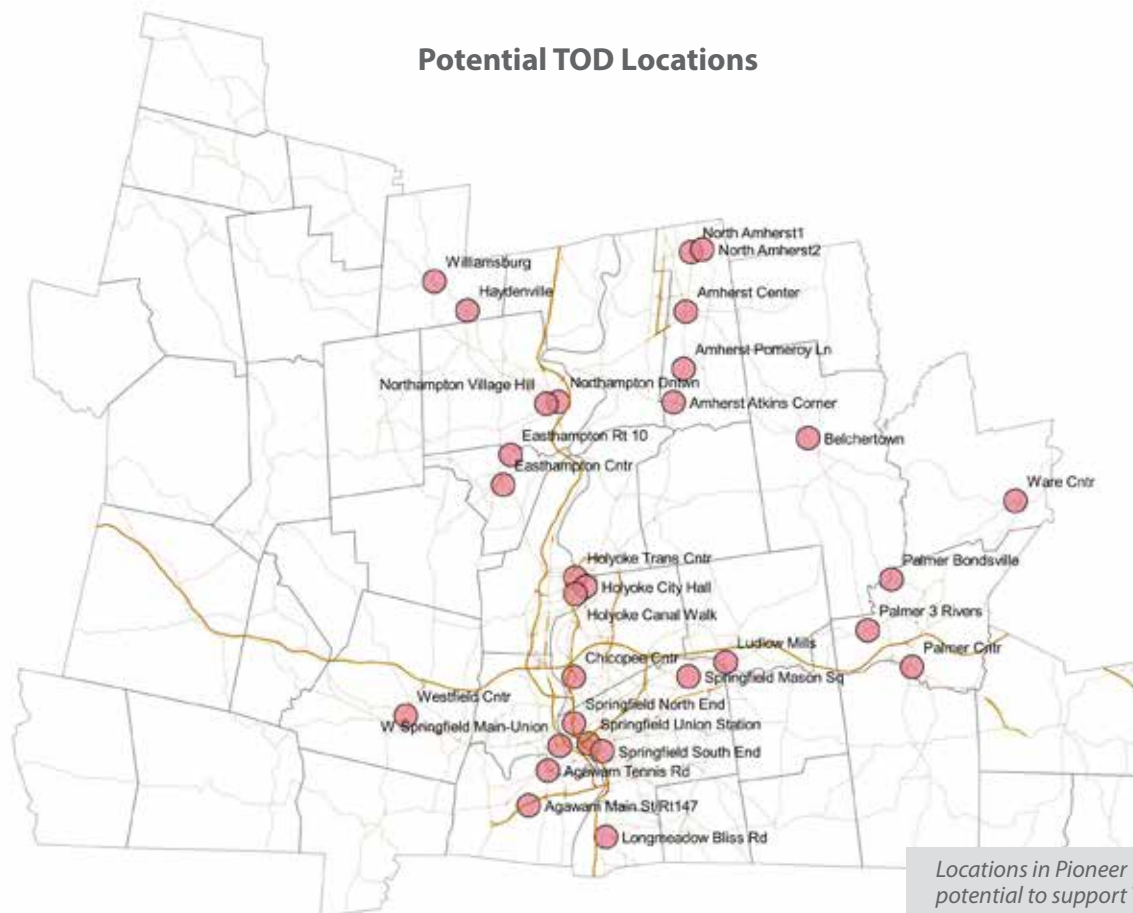 Potential TOD Locations
North Amherst1
North Amherst2
Williamsburg
Haydenville
Amherst Center
Amherst Pomeroy Ln
Northampton Village Hill
Northampton Dntwn
Amherst Atkins Corner
Easthampton Rt 10
Belchertown
Easthampton Cntr
Ware Cntr
Holyoke Trans Cntr
Palmer Bondsville
Holyoke City Hall
Palmer 3 Rivers
Holyoke Canal Walk
Ludlow Mills
Palmer Cntr
Chicopee Cntr
Springfield Mason Sq
Westfield Cntr
Springfield North End
W Springfield Main-Union
Springfield Union Station
Springfield South End
Agawam Tennis Rd
Agawam Main St/Rt147
Longmeadow Bliss Rd
Locations in Pioneer
potential to support